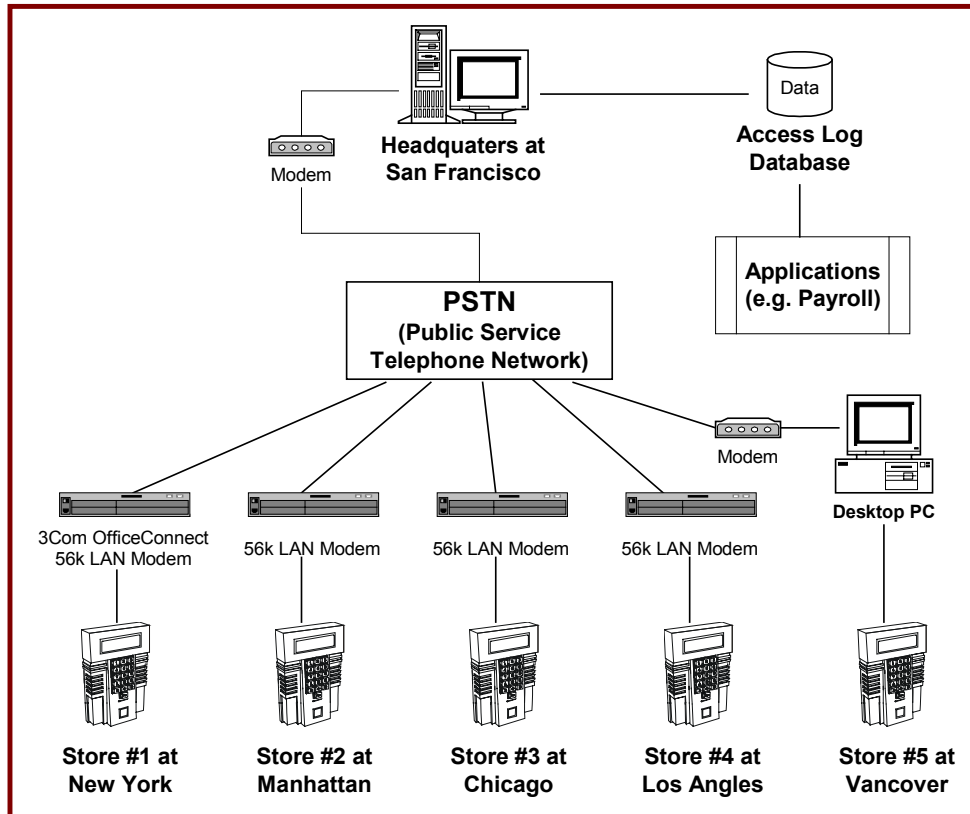 Data
Headquaters at
San Francisco
Access Log
Database
Modem
Applications
(e.g. Payroll)
PSTN
(Public Service
Telephone Network)
Modem
Desktop PC
3Com OfficeConnect
56k LAN Modem
56k LAN Modem
56k LAN Modem
56k LAN Modem
Store #1 at
New York
Store #2 at
Manhattan
Store #3 at
Chicago
Store #4 at
Los Angles
Store #5 at
Vancover